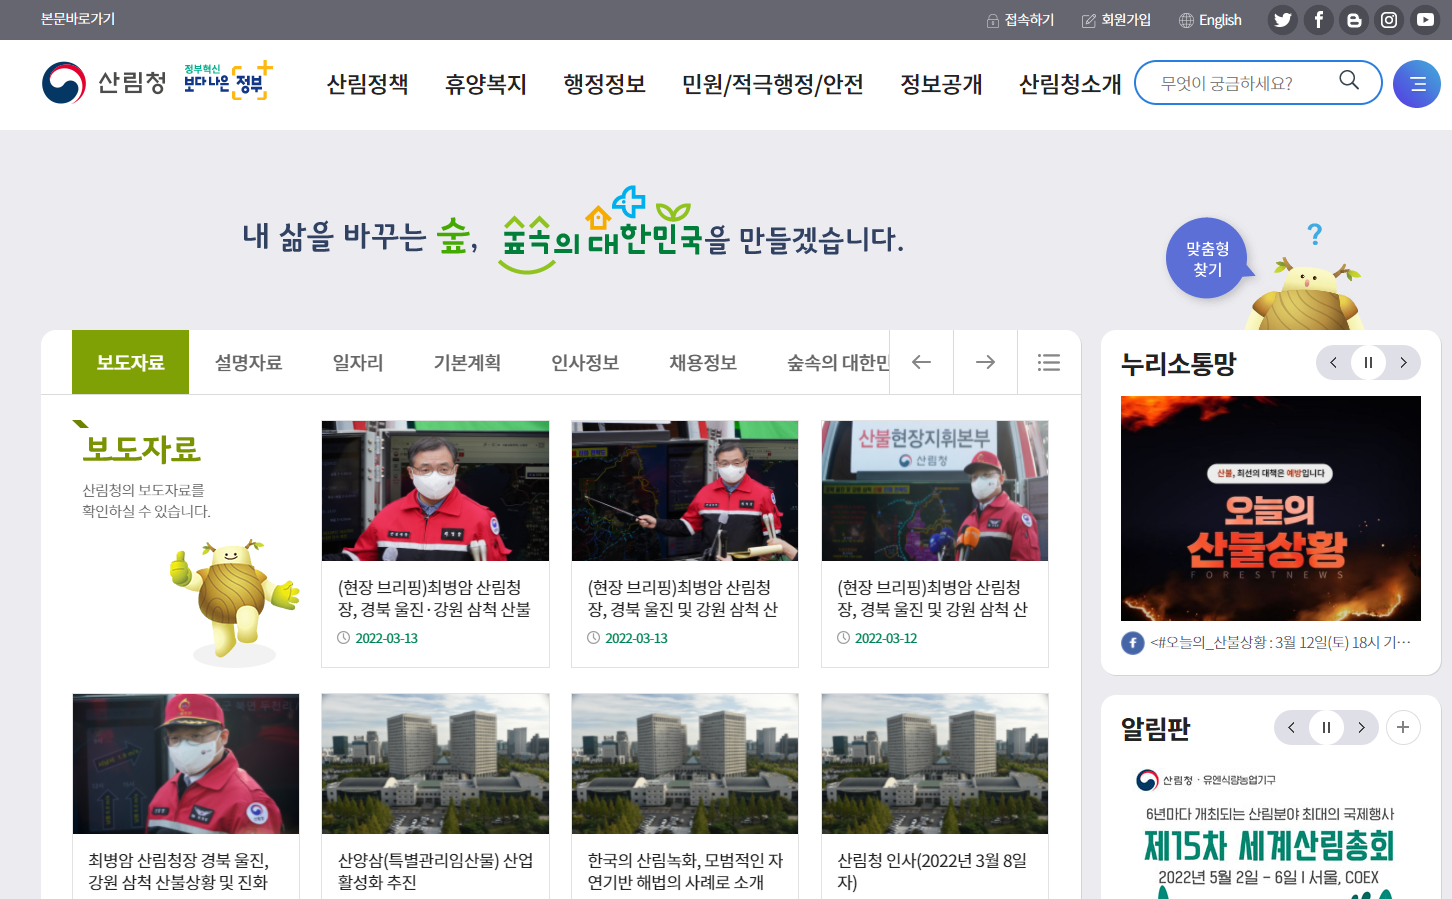 본문바로가기
접속하기
회원가입
English
산림청
정부혁신
보다나은 정부
산림정책
휴양복지
행정정보
민원/적극행정/안전
정보공개
산림청소개
무엇이 궁금하세요?
내 삶을 바꾸는 숲, 숲속의 대한민국을 만들겠습니다.
맞춤형
찾기
?
보도자료
설명자료
일자리
기본계획
인사정보
채용정보
숲속의 대한민
보도자료
산림청의 보도자료를
확인하실 수 있습니다.
(현장 브리핑)최병암 산림청
장, 경북 울진·강원 삼척 산불
2022-03-13
(현장 브리핑)최병암 산림청
장, 경북 울진 및 강원 삼척 산
2022-03-13
산불현장지휘본부
산림청
(현장 브리핑)최병암 산림청
장, 경북 울진 및 강원 삼척 산
2022-03-12
최병암 산림청장 경북 울진,
강원 삼척 산불상황 및 진화
산양삼(특별관리임산물) 산업
활성화 추진
한국의 산림녹화, 모범적인 자
연기반 해법의 사례로 소개
산림청 인사(2022년 3월 8일
자)
누리소통망
산불, 최선의 대책은 예방입니다
오늘의
산불상황
FORESTNEWS
<#오늘의_산불상황 : 3월 12일(토) 18시 기…
알림판
산림청 · 유엔식량농업기구
6년마다 개최되는 산림분야 최대의 국제행사
제15차 세계산림총회
2022년 5월 2일 - 6일 I 서울, COEX